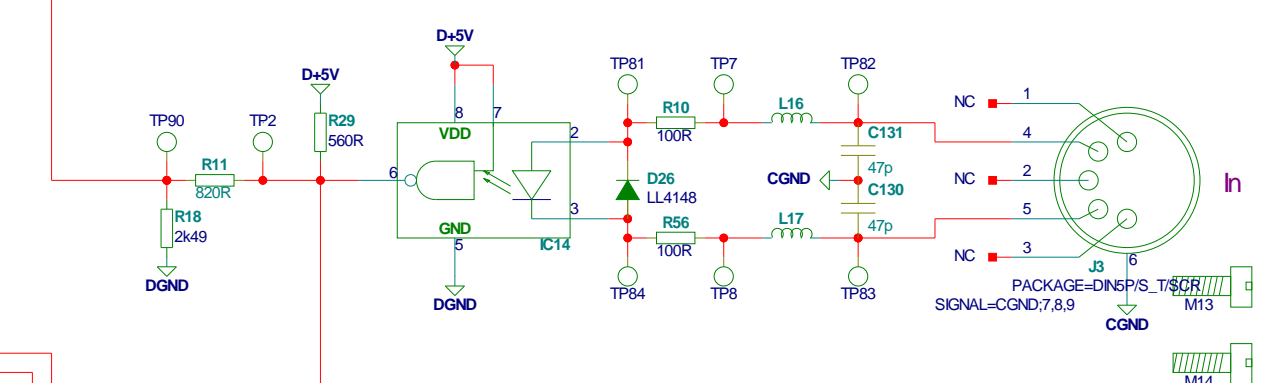 D+5V
D+5V
TP90
TP2
R29
560R
R11
820R
R18
2k49
DGND
8
7
VDD
6
2
3
GND
5
IC14
DGND
TP81
TP7
TP82
R10
100R
L16
C131
47p
CGND
C130
47p
D26
LL4148
R56
100R
L17
TP84
TP8
TP83
NC
1
4
NC
2
5
NC
3
In
J3
6
PACKAGE=DIN5P/S_T/SCR
SIGNAL=CGND;7,8,9
CGND
M13
M14